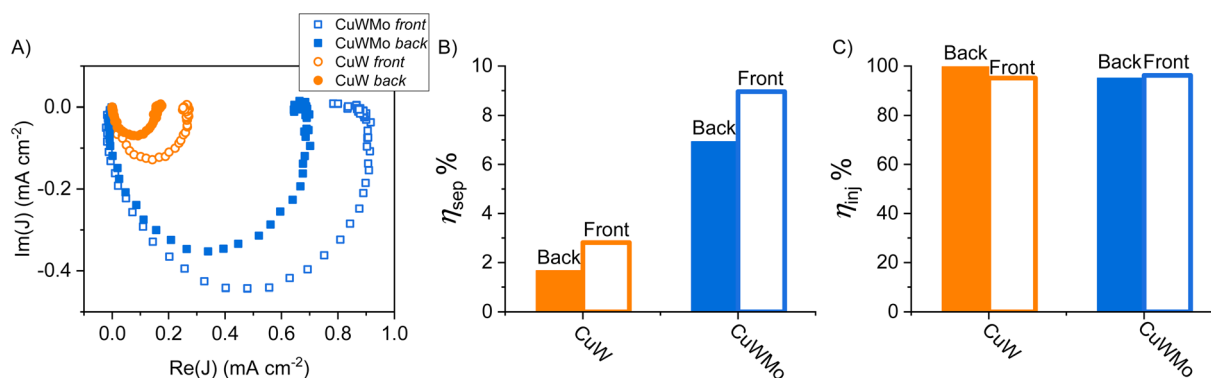 A)
CuWMo front
CuWMo back
CuW front
CuW back
Im(J) (mA cm-2)
0.0
-0.2
-0.4
0.0 0.2 0.4 0.6 0.8 1.0
Re(J) (mA cm-2)
B)
ηsep %
10
8
6
4
2
0
Back
Front
Back
Front
CuW
CuWMo
C)
ηinj %
100
80
60
40
20
0
Back
Front
Back
Front
CuW
CuWMo